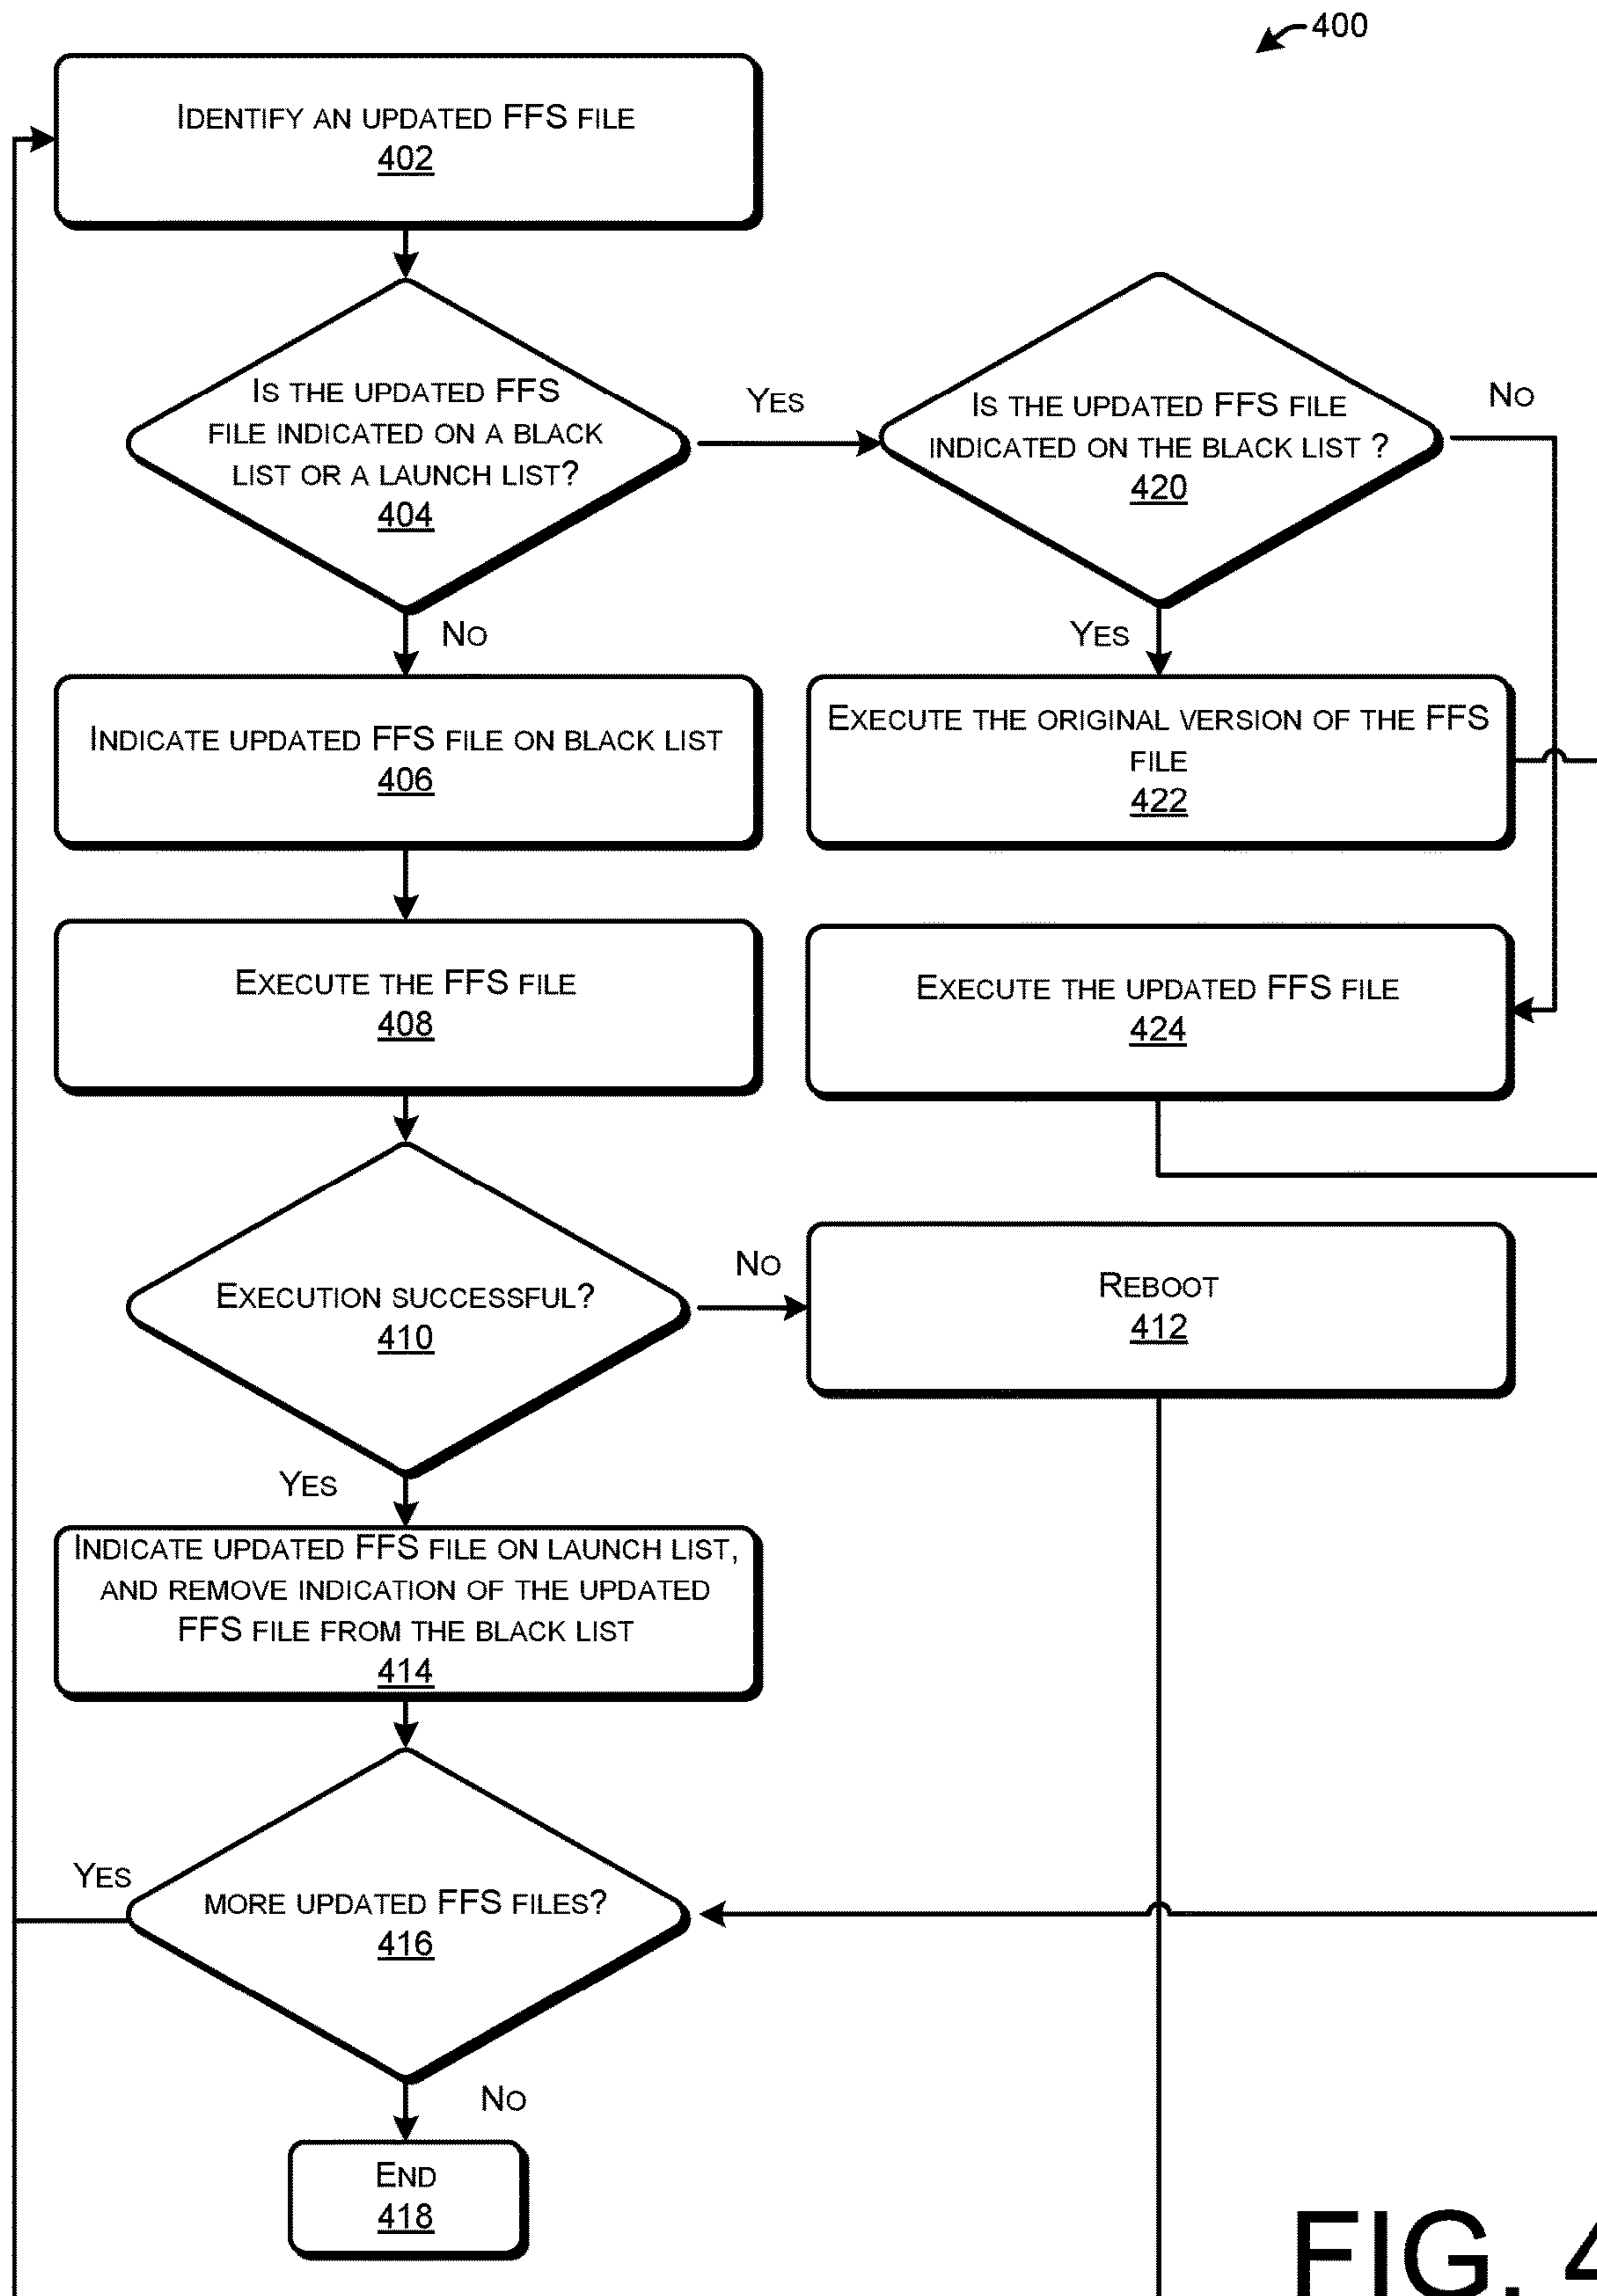 400
Identify an updated FFS file
402
Is the updated FFS
file indicated on a black
list or a launch list?
404
Yes
Is the updated FFS file
indicated on the black list ?
420
No
No
Yes
Indicate updated FFS file on black list
406
Execute the original version of the FFS
file
422
Execute the FFS file
408
Execute the updated FFS file
424
Execution successful?
410
No
Reboot
412
Yes
Indicate updated FFS file on launch list,
and remove indication of the updated
FFS file from the black list
414
Yes
more updated FFS files?
416
No
End
418
FIG. 4